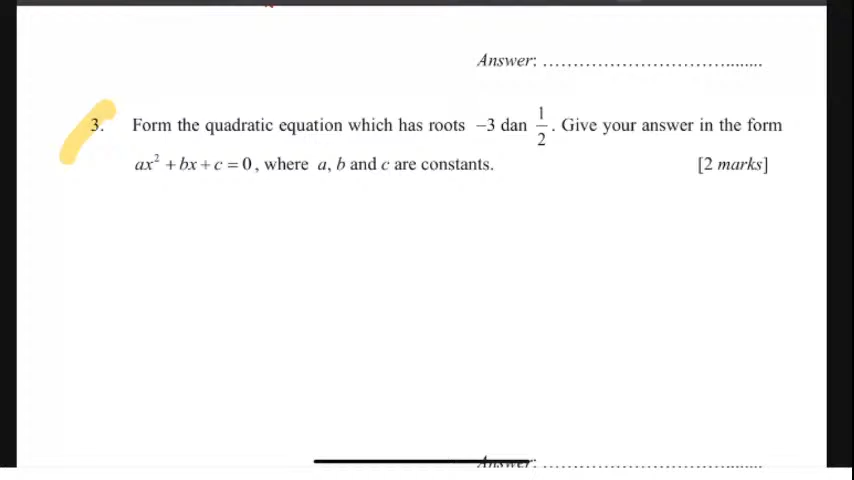 Answer: ......................................
3. Form the quadratic equation which has roots −3 dan 1/2. Give your answer in the form
ax² + bx + c = 0, where a, b and c are constants. [2 marks]
Answer: ......................................